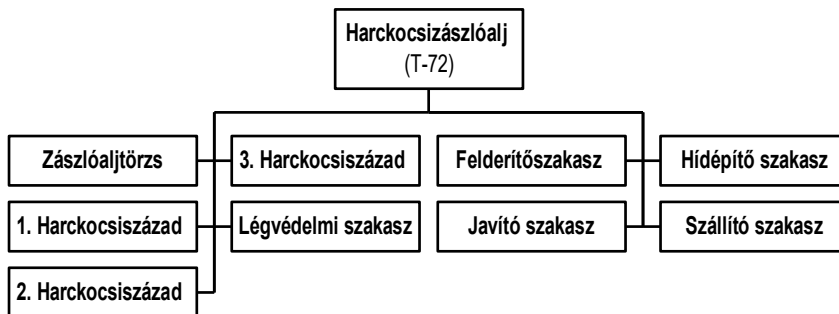 Harckocsizászlóalj
(T-72)
Zászlóaljtörzs
3. Harckocsiszázad
Felderítőszakasz
Hídépítő szakasz
1. Harckocsiszázad
Légvédelmi szakasz
Javító szakasz
Szállító szakasz
2. Harckocsiszázad